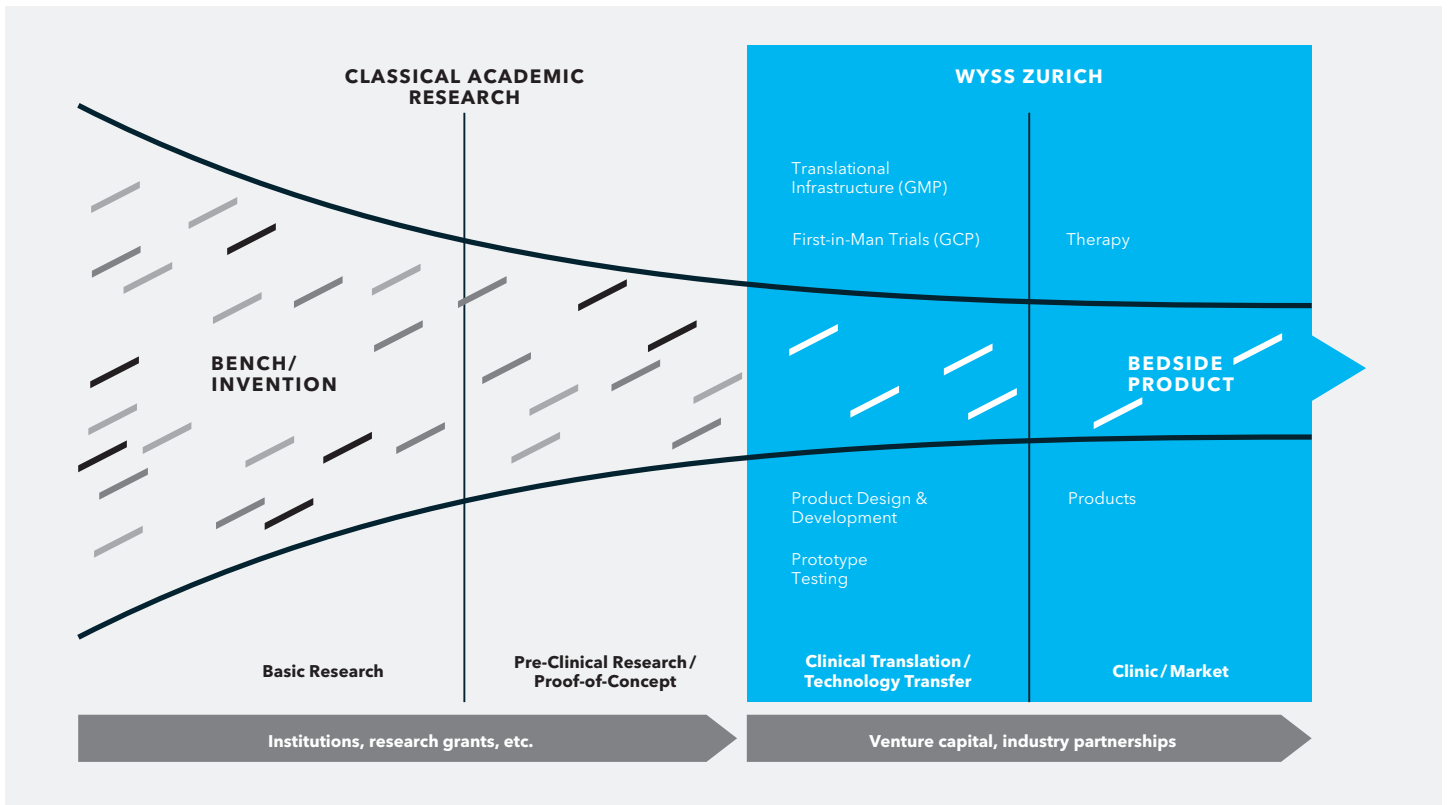 CLASSICAL ACADEMIC
RESEARCH
WYSS ZURICH
Translational
Infrastructure (GMP)
First-in-Man Trials (GCP)
Therapy
BENCH/
INVENTION
BEDSIDE
PRODUCT
Product Design &
Development
Products
Prototype
Testing
Basic Research
Pre-Clinical Research /
Proof-of-Concept
Clinical Translation /
Technology Transfer
Clinic / Market
Institutions, research grants, etc.
Venture capital, industry partnerships